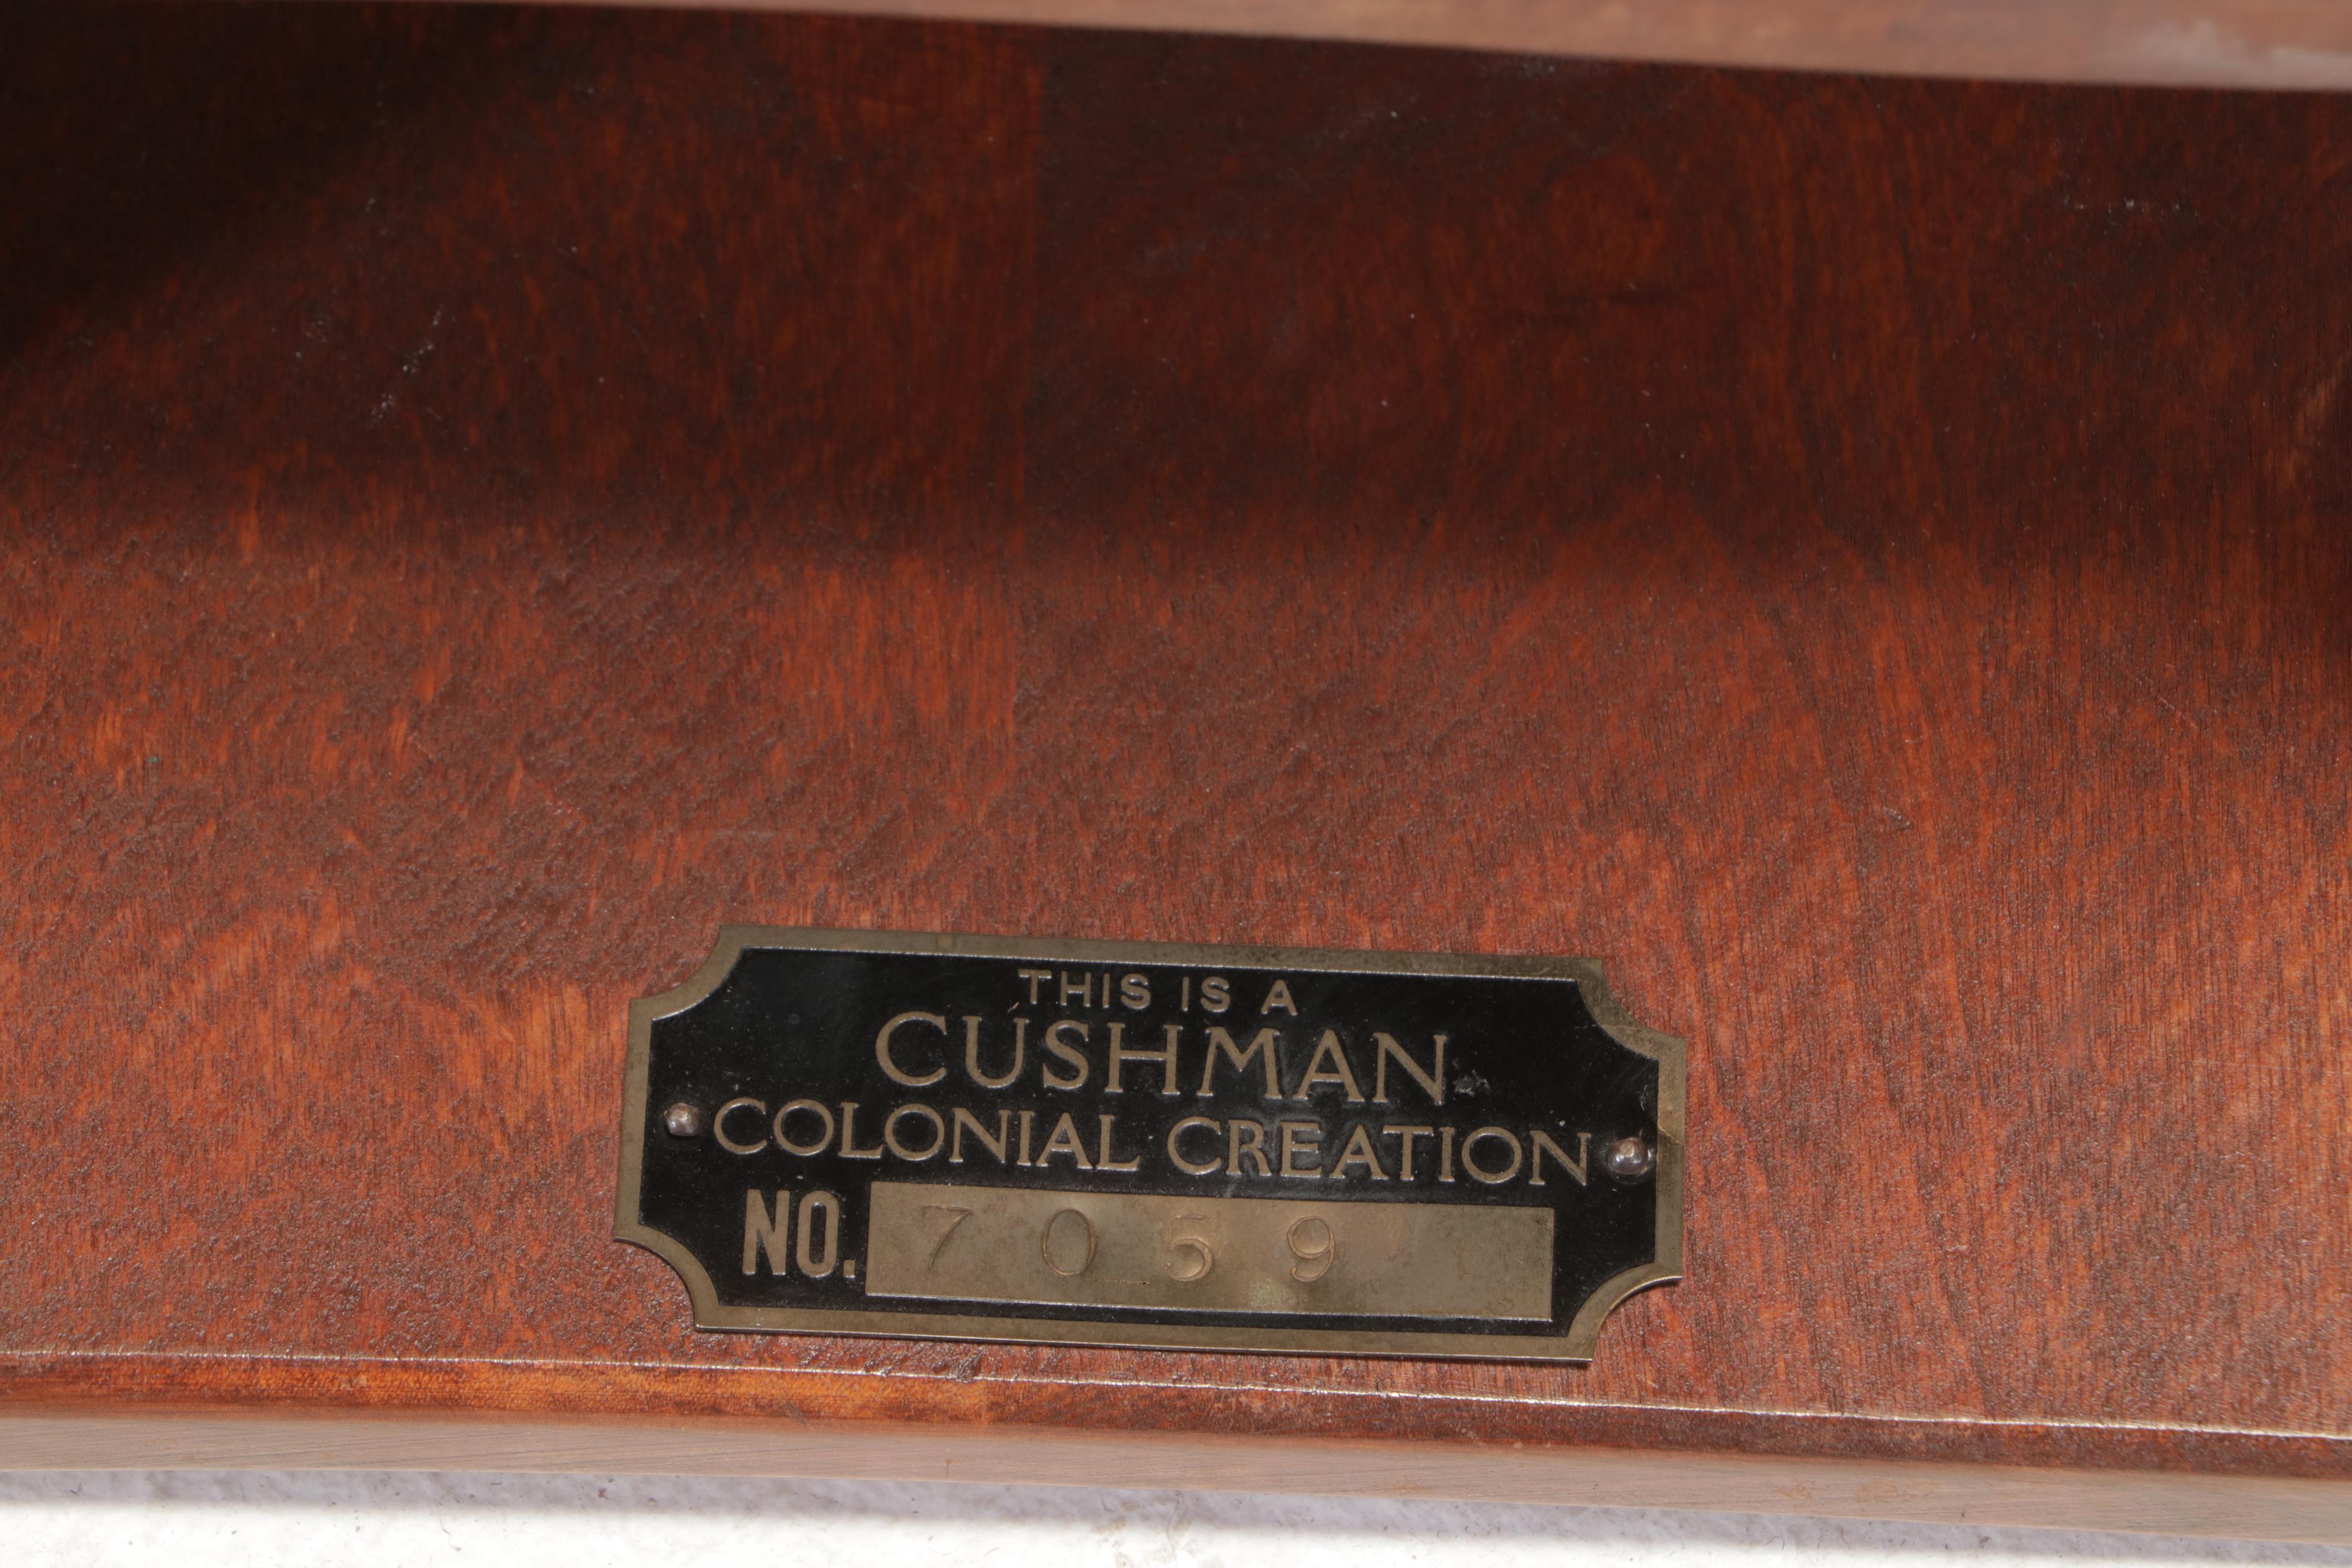 THIS IS A
CUSHMAN
COLONIAL CREATION
NO. 7059